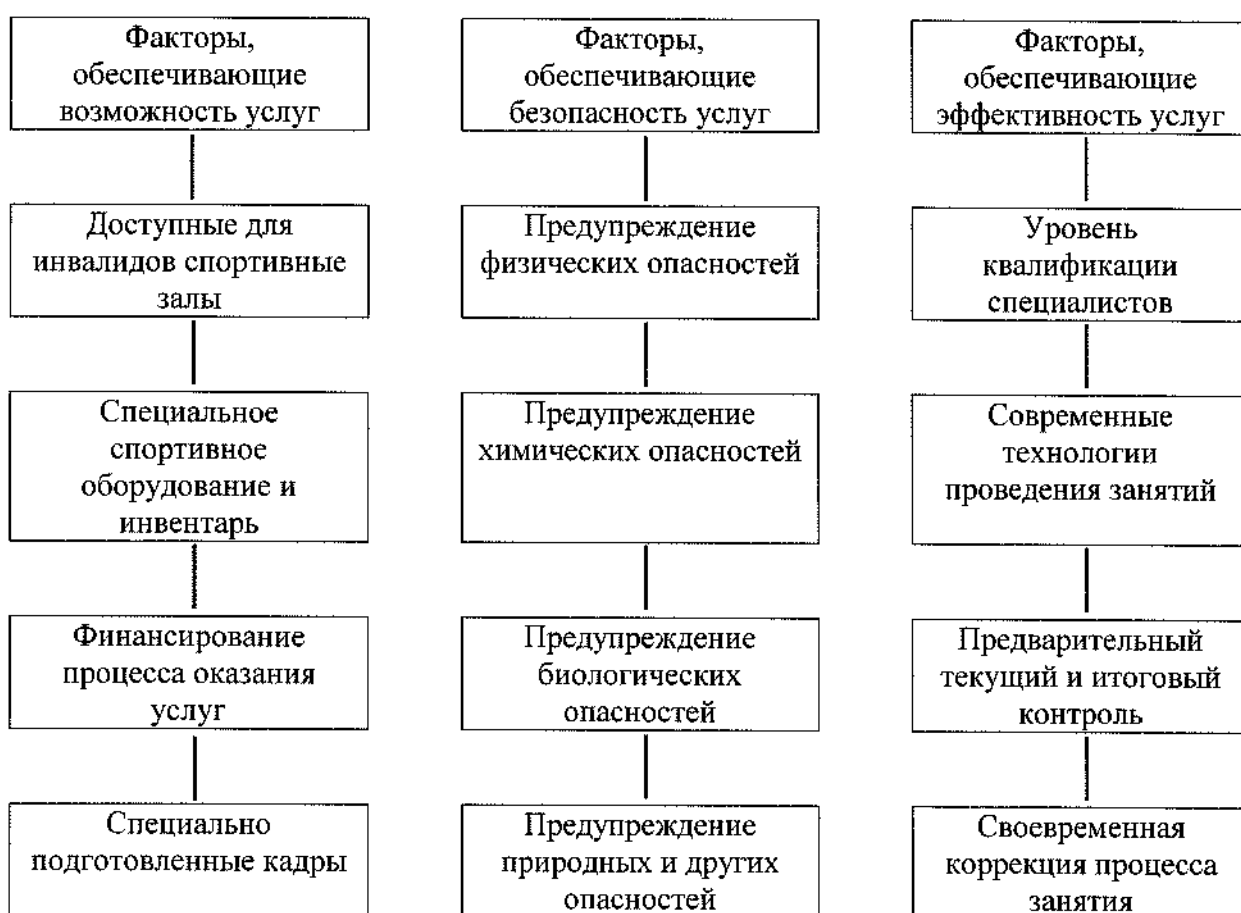 Факторы,
обеспечивающие
возможность услуг
Доступные для
инвалидов спортивные
залы
Специальное
спортивное
оборудование и
инвентарь
Финансирование
процесса оказания
услуг
Специально
подготовленные кадры
Факторы,
обеспечивающие
безопасность услуг
Предупреждение
физических опасностей
Предупреждение
химических опасностей
Предупреждение
биологических
опасностей
Предупреждение
природных и других
опасностей
Факторы,
обеспечивающие
эффективность услуг
Уровень
квалификации
специалистов
Современные
технологии
проведения занятий
Предварительный
текущий и итоговый
контроль
Своевременная
коррекция процесса
занятия